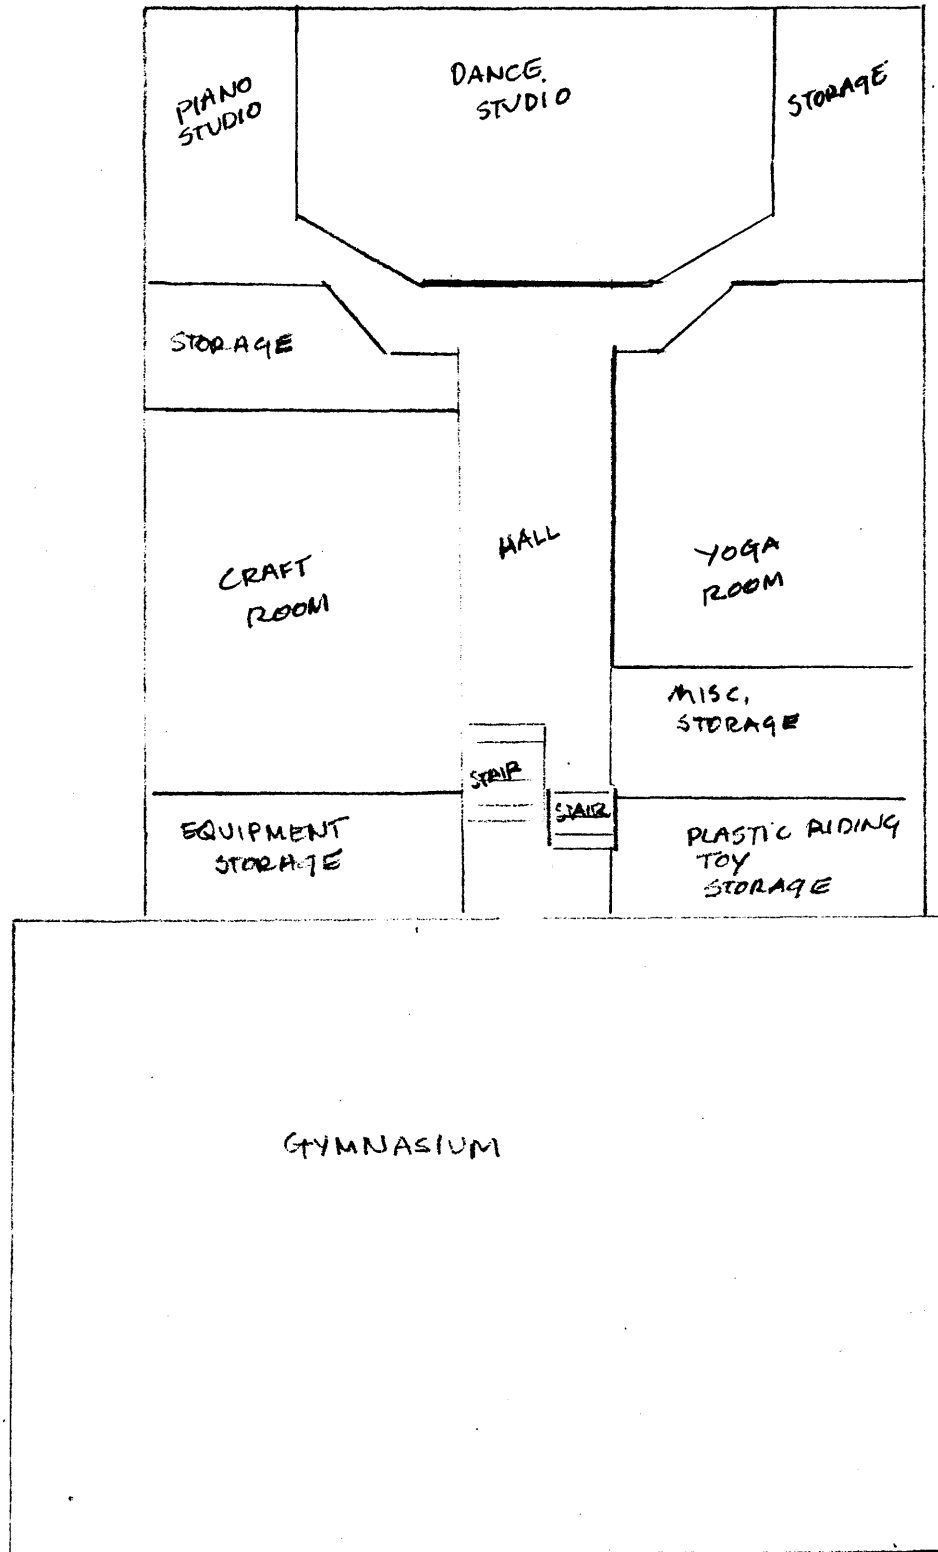 PIANO
STUDIO
DANCE.
STUDIO
STORAGE
STORAGE
HALL
CRAFT
ROOM
YOGA
ROOM
MISC.
STORAGE
STAIR
STAIR
EQUIPMENT
STORAGE
PLASTIC RIDING
TOY
STORAGE
GYMNASIUM